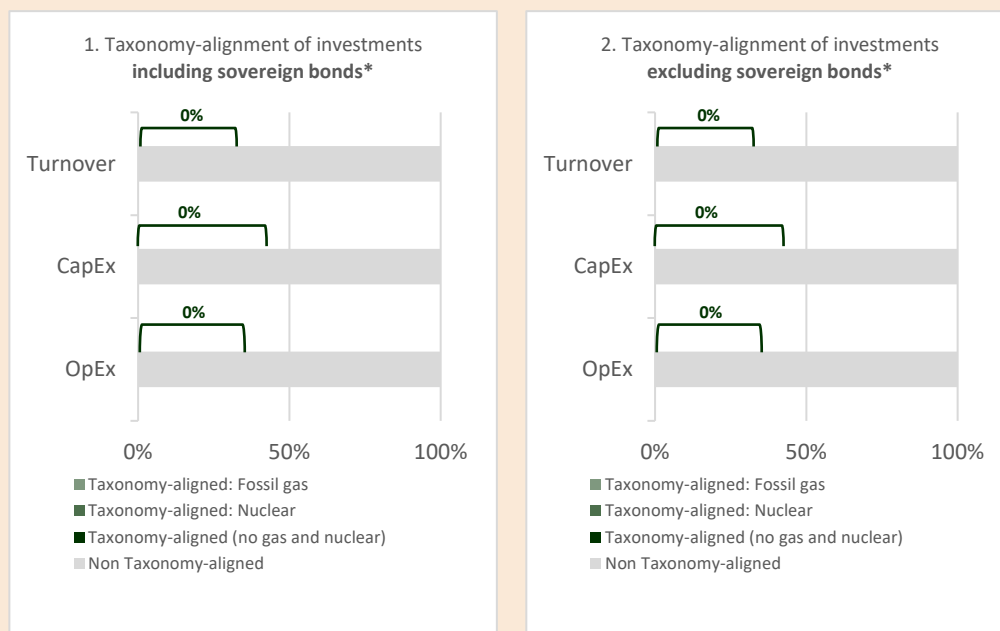 1. Taxonomy-alignment of investments
including sovereign bonds*
0%
Turnover
0%
CapEx
0%
OpEx
0% 50% 100%
Taxonomy-aligned: Fossil gas
Taxonomy-aligned: Nuclear
Taxonomy-aligned (no gas and nuclear)
Non Taxonomy-aligned
2. Taxonomy-alignment of investments
excluding sovereign bonds*
0%
Turnover
0%
CapEx
0%
OpEx
0% 50% 100%
Taxonomy-aligned: Fossil gas
Taxonomy-aligned: Nuclear
Taxonomy-aligned (no gas and nuclear)
Non Taxonomy-aligned